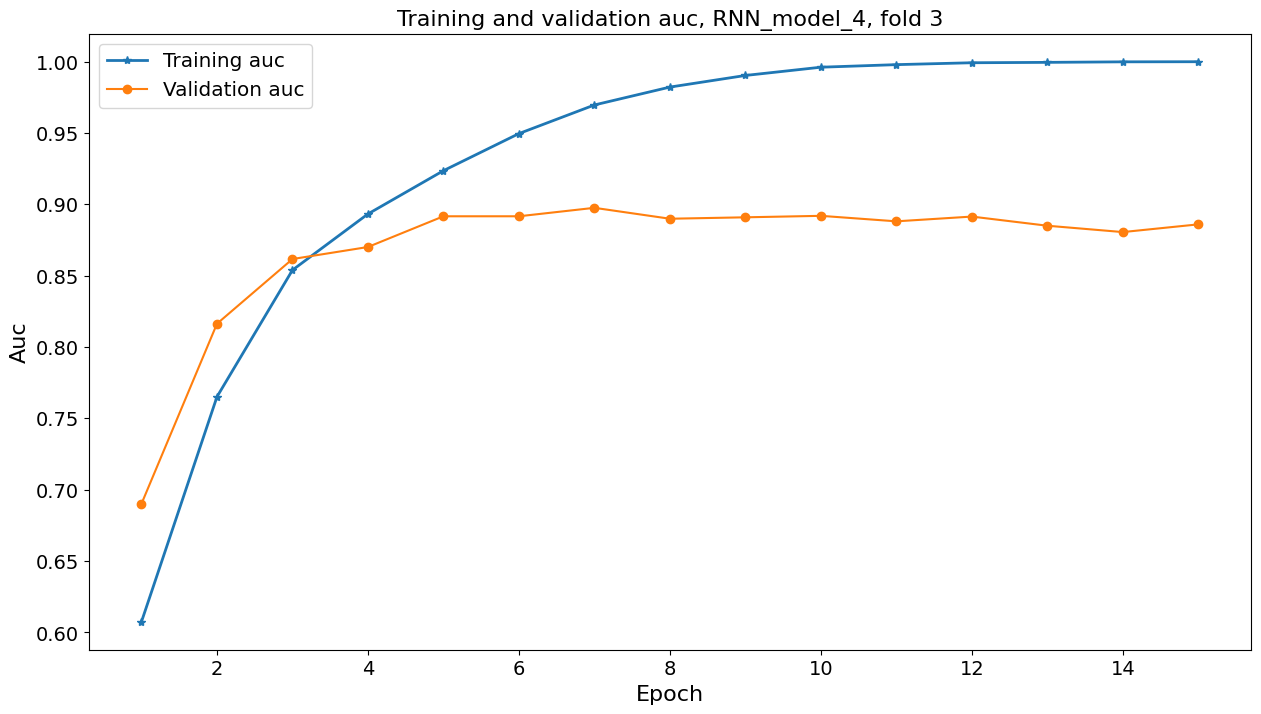 Training and validation auc, RNN_model_4, fold 3
Training auc
Validation auc
1.00
0.95
0.90
0.85
0.80
0.75
0.70
0.65
0.60
Auc
2 4 6 8 10 12 14
Epoch